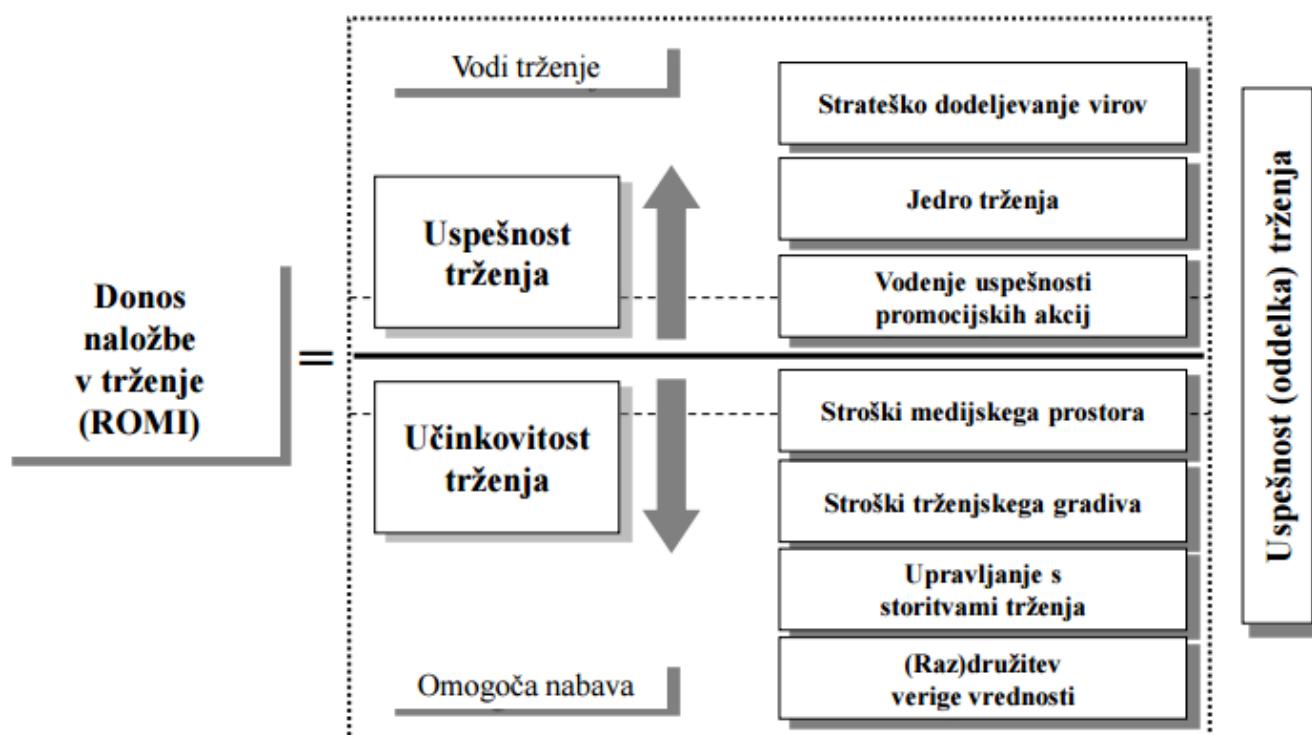 Vodi trženje
Strateško dodeljevanje virov
Jedro trženja
Uspešnost
trženja
Vodenje uspešnosti
promocijskih akcij
Donos
naložbe
v trženje
(ROMI)
=
Stroški medijskega prostora
Učinkovitost
trženja
Stroški trženjskega gradiva
Upravljanje s
storitvami trženja
Omogoča nabava
(Raz)družitev
verige vrednosti
Uspešnost (oddelka) trženja